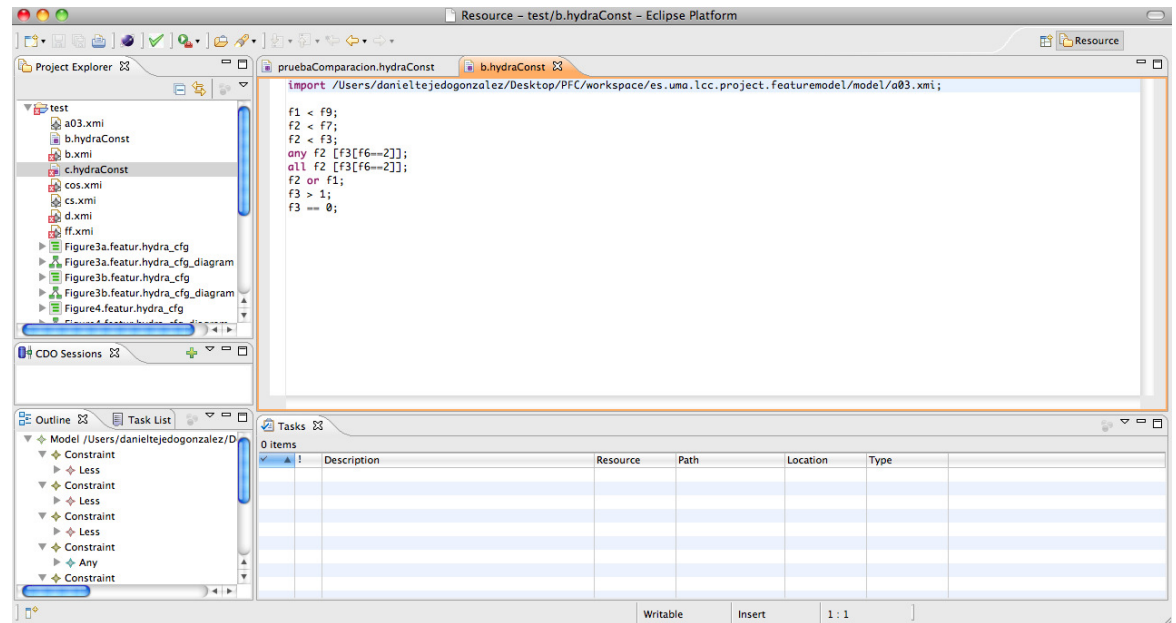 Resource – test/b.hydraConst – Eclipse Platform
Resource
Project Explorer
test
a03.xmi
b.hydraConst
b.xmi
c.hydraConst
cos.xmi
cs.xmi
d.xmi
ff.xmi
Figure3a.featur.hydra_cfg
Figure3a.featur.hydra_cfg_diagram
Figure3b.featur.hydra_cfg
Figure3b.featur.hydra_cfg_diagram
Figure4.featur.hydra_cfg
CDO Sessions
Outline Task List
Model /Users/danieltejedogonzalez/D
Constraint
Less
Constraint
Less
Constraint
Less
Constraint
Any
Constraint
pruebaComparacion.hydraConst b.hydraConst
import /Users/danieltejedogonzalez/Desktop/PFC/workspace/es.uma.lcc.project.featuremodel/model/a03.xmi;
f1 < f9;
f2 < f7;
f2 < f3;
any f2 [f3[f6==2]];
all f2 [f3[f6==2]];
f2 or f1;
f3 > 1;
f3 == 0;
Tasks
0 items
! Description Resource Path Location Type
Writable Insert 1 : 1